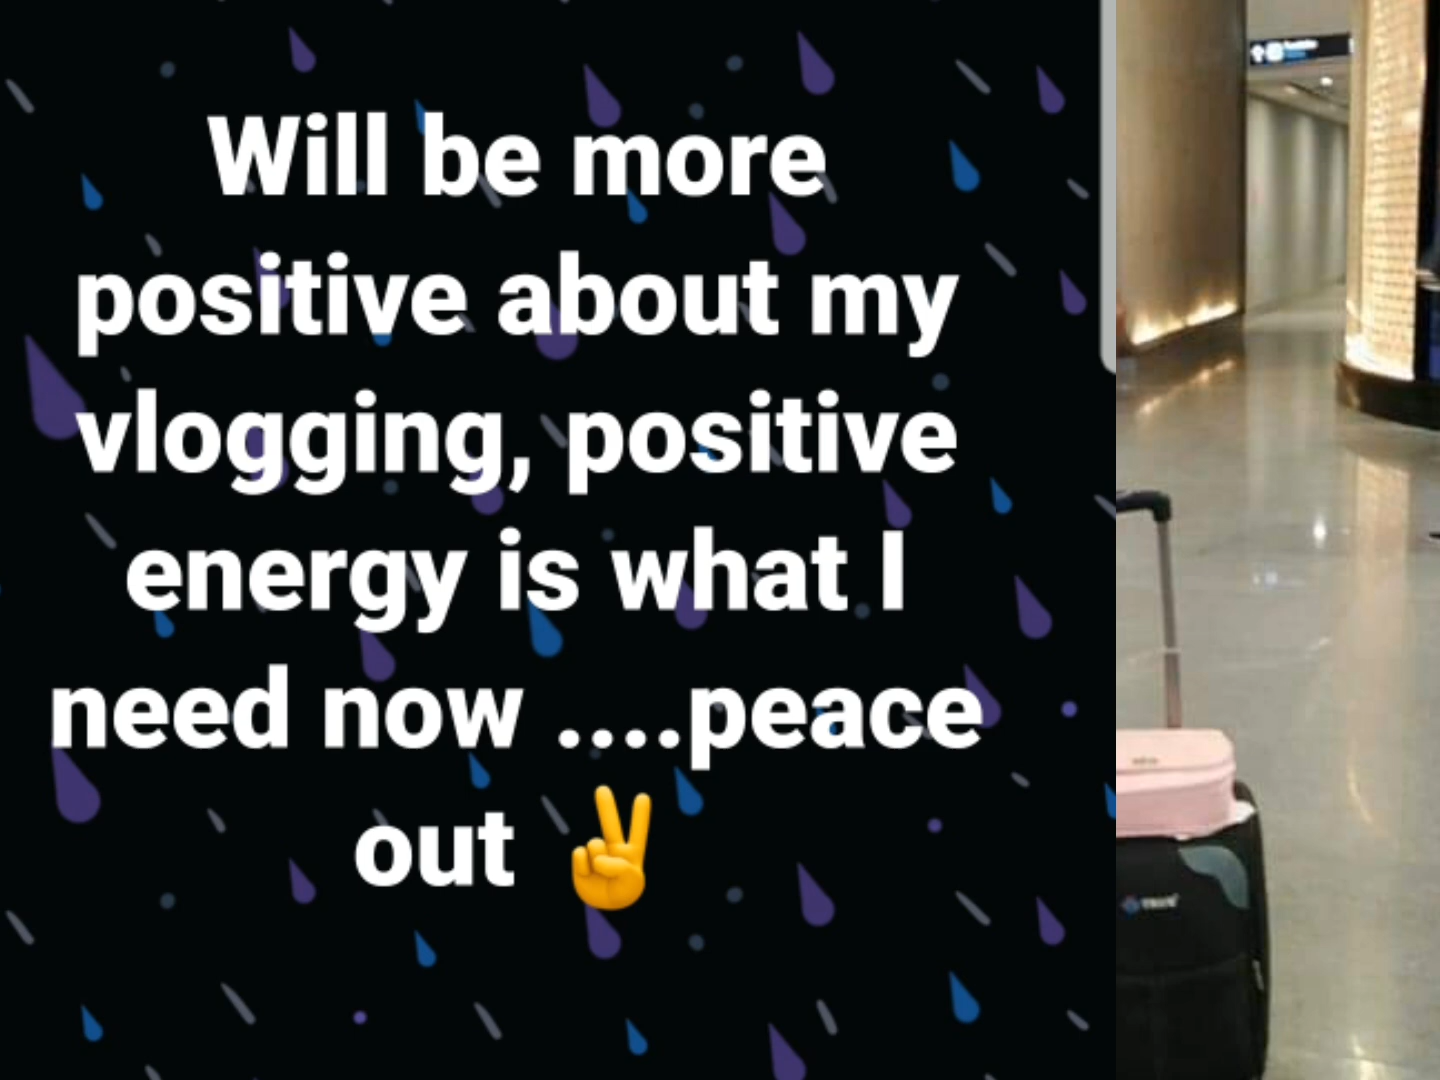 Will be more
positive about my
vlogging, positive
energy is what I
need now ....peace
out ✌